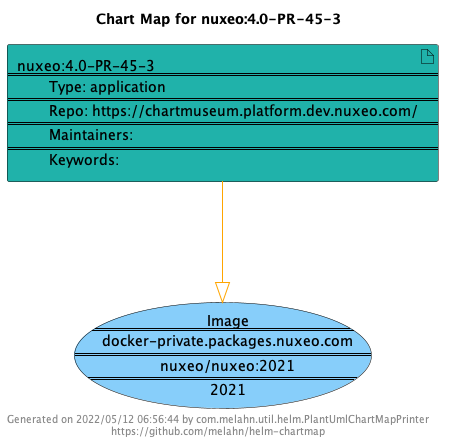 Chart Map for nuxeo:4.0-PR-45-3
nuxeo:4.0-PR-45-3
Type: application
Repo: https://chartmuseum.platform.dev.nuxeo.com/
Maintainers:
Keywords:
Image
docker-private.packages.nuxeo.com
nuxeo/nuxeo:2021
2021
Generated on 2022/05/12 06:56:44 by com.melahn.util.helm.PlantUmlChartMapPrinter
https://github.com/melahn/helm-chartmap